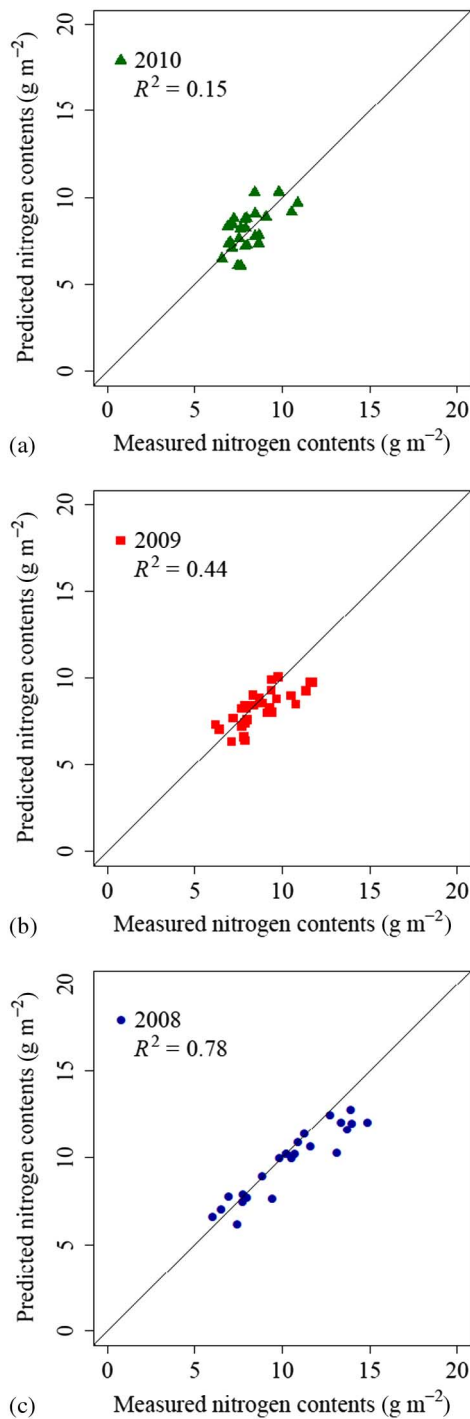 20
15
10
5
0
Predicted nitrogen contents (g m⁻²)
2010
R² = 0.15
0 5 10 15 20
(a) Measured nitrogen contents (g m⁻²)
20
15
10
5
0
Predicted nitrogen contents (g m⁻²)
2009
R² = 0.44
0 5 10 15 20
(b) Measured nitrogen contents (g m⁻²)
20
15
10
5
0
Predicted nitrogen contents (g m⁻²)
2008
R² = 0.78
0 5 10 15 20
(c) Measured nitrogen contents (g m⁻²)